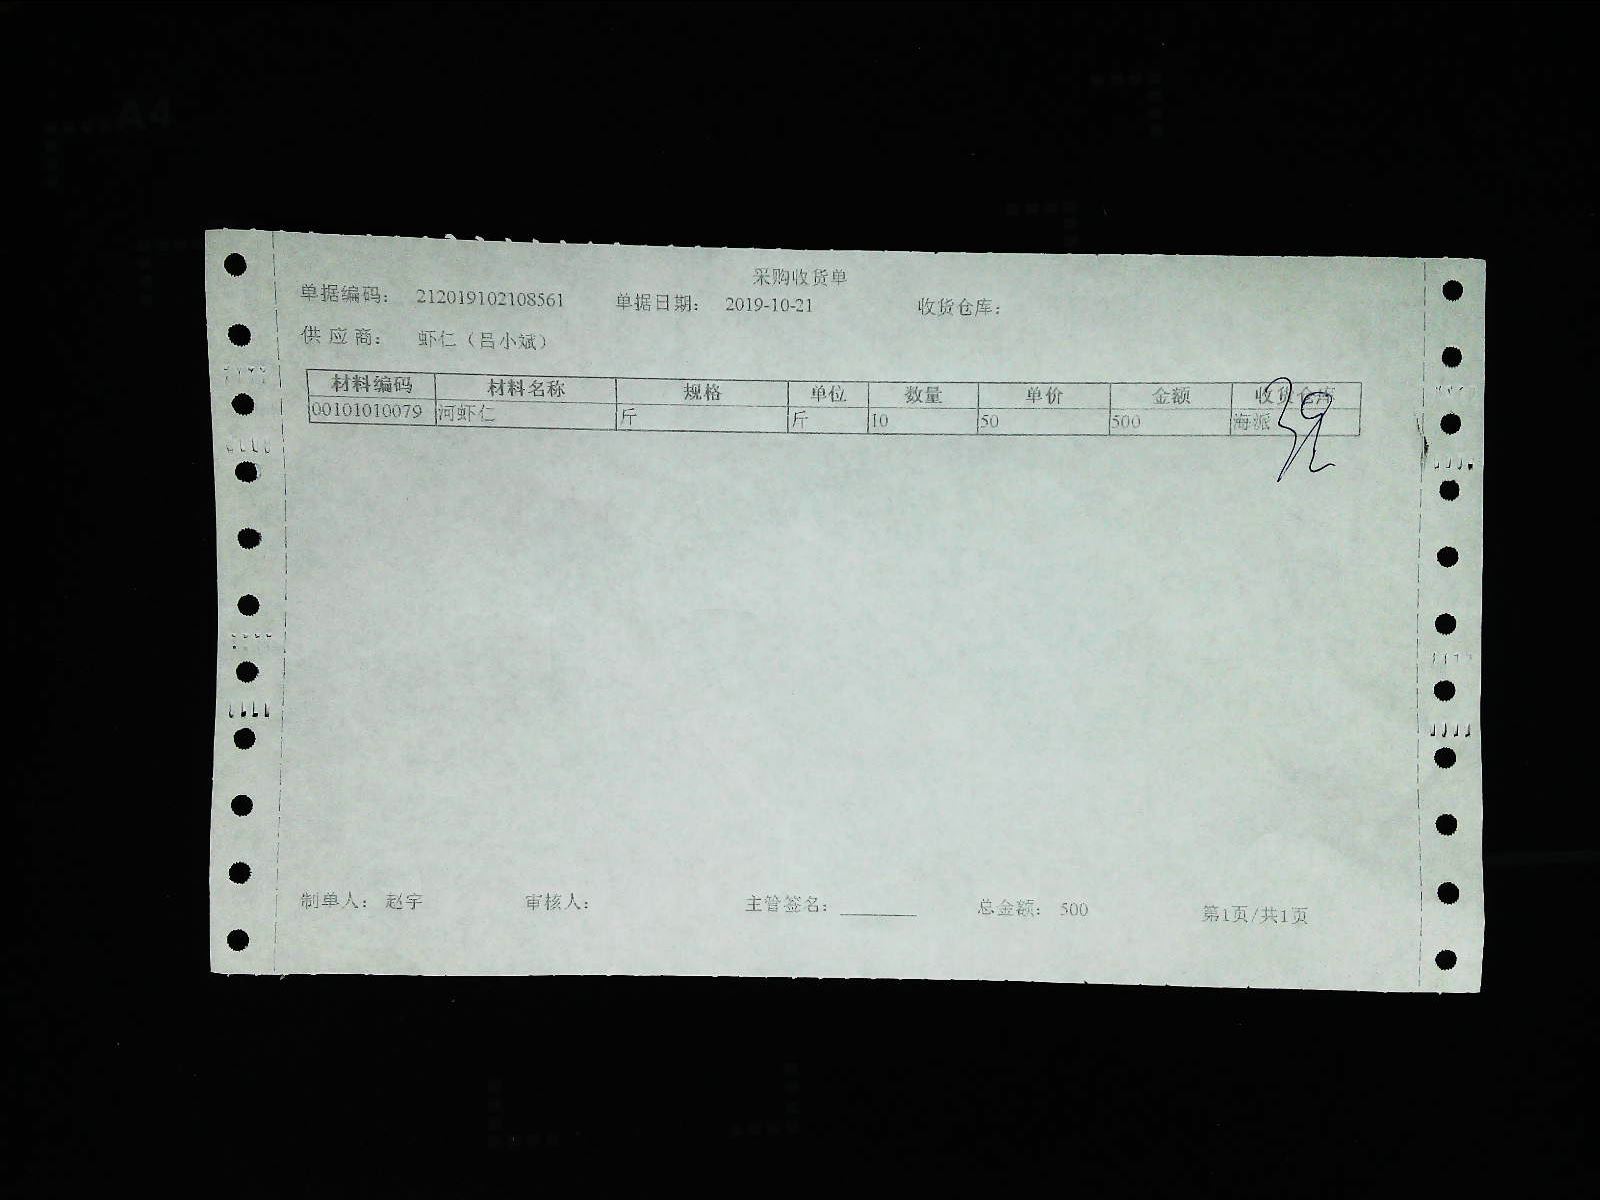 采购收货单
单据编码： 212019102108561 单据日期： 2019-10-21 收货仓库：
供 应 商： 虾仁（吕小斌）
材料编码 材料名称 规格 单位 数量 单价 金额 收货仓库
00101010079 河虾仁 斤 斤 10 50 500 海派
制单人： 赵宇 审核人： 主管签名： 总金额： 500 第1页/共1页